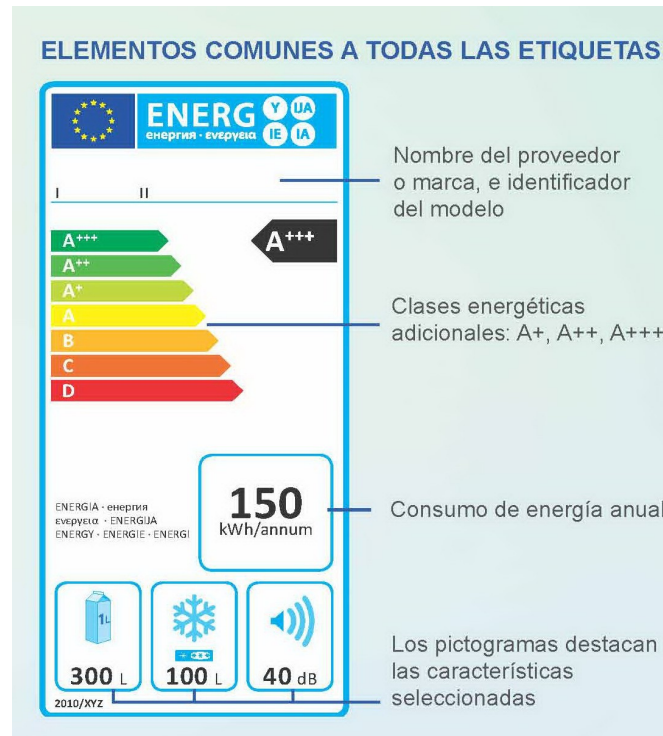 ELEMENTOS COMUNES A TODAS LAS ETIQUETAS
ENERG Y IJA
енергия · ενεργεια IE IA
Nombre del proveedor
o marca, e identificador
del modelo
I II
A+++ A+++
A++
A+
A
B
C
D
Clases energéticas
adicionales: A+, A++, A+++
150
kWh/annum
ENERGIA · енергия
ενεργεια · ENERGIJA
ENERGY · ENERGIE · ENERGI
Consumo de energía anual
1L
300 L 100 L 40 dB
Los pictogramas destacan
las características
seleccionadas
2010/XYZ